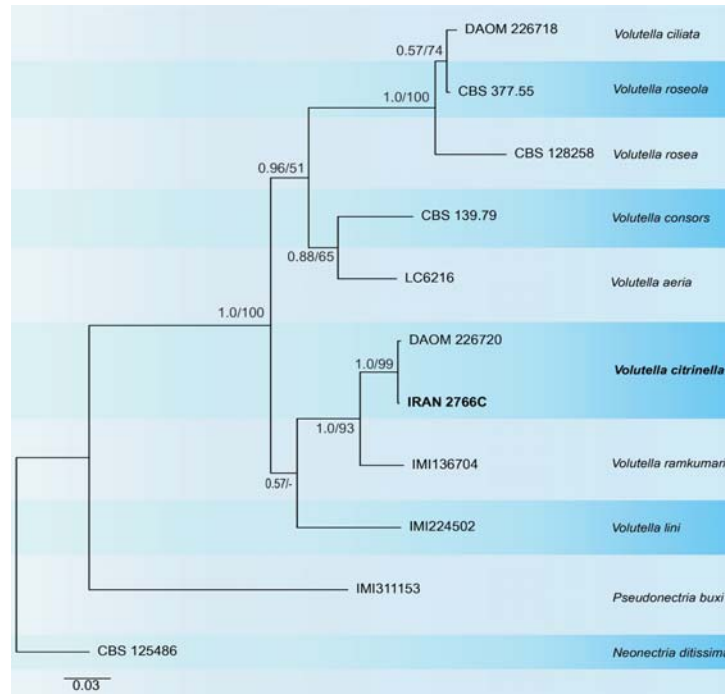 DAOM 226718
Volutella ciliata
0.57/74
CBS 377.55
Volutella roseola
1.0/100
CBS 128258
Volutella rosea
0.96/51
CBS 139.79
Volutella consors
0.88/65
LC6216
Volutella aeria
1.0/100
DAOM 226720
1.0/99
Volutella citrinella
IRAN 2766C
1.0/93
IMI136704
Volutella ramkumari
0.57/-
IMI224502
Volutella lini
IMI311153
Pseudonectria buxi
CBS 125486
Neonectria ditissima
0.03